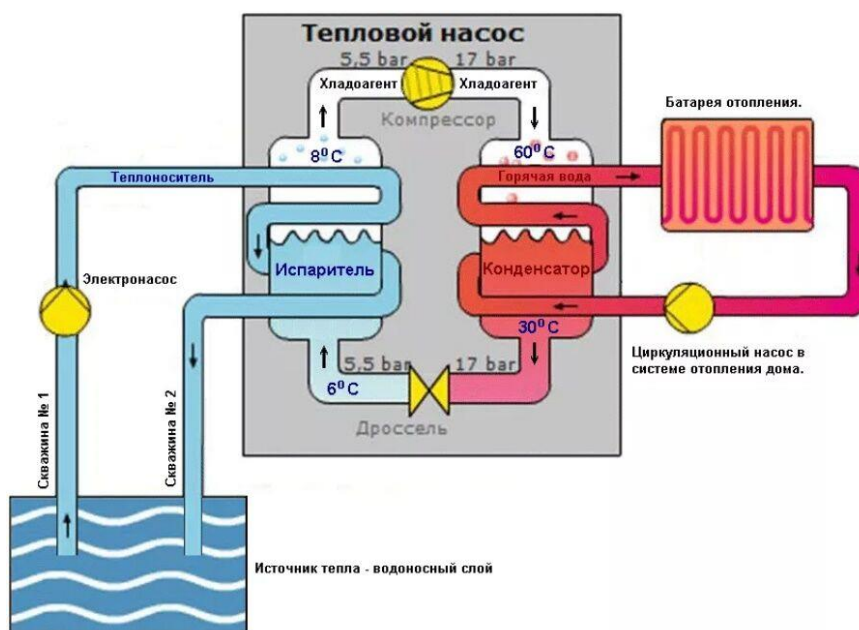 Тепловой насос
5,5 bar 17 bar
Хладоагент Хладоагент
Компрессор
Батарея отопления.
8⁰ C 60⁰ C
Теплоноситель Горячая вода
Электронасос
Испаритель Конденсатор
30⁰ C
Циркуляционный насос в
системе отопления дома.
5,5 bar 17 bar
6⁰ C
Дроссель
Скважина № 1
Скважина № 2
Источник тепла - водоносный слой